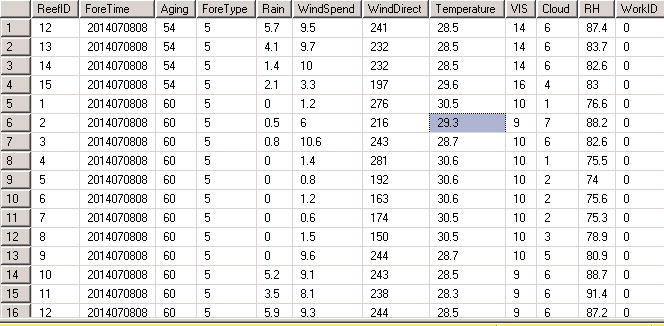 ReefID ForeTime Aging ForeType Rain WindSpend WindDirect Temperature VIS Cloud RH WorkID
1 12 2014070808 54 5 5.7 9.5 241 28.5 14 6 87.4 0
2 13 2014070808 54 5 4.1 9.7 232 28.5 14 6 83.7 0
3 14 2014070808 54 5 1.4 10 232 28.5 14 6 82.6 0
4 15 2014070808 54 5 2.1 3.3 197 29.6 16 4 83 0
5 1 2014070808 60 5 0 1.2 276 30.5 10 1 76.6 0
6 2 2014070808 60 5 0.5 6 216 29.3 9 7 88.2 0
7 3 2014070808 60 5 0.8 10.6 243 28.7 10 6 82.6 0
8 4 2014070808 60 5 0 1.4 281 30.6 10 1 75.5 0
9 5 2014070808 60 5 0 0.8 192 30.6 10 2 74 0
10 6 2014070808 60 5 0 1.2 163 30.6 10 2 75.6 0
11 7 2014070808 60 5 0 0.6 174 30.5 10 2 75.3 0
12 8 2014070808 60 5 0 1.5 150 30.5 10 3 78.9 0
13 9 2014070808 60 5 0 9.6 244 28.7 10 5 80.9 0
14 10 2014070808 60 5 5.2 9.1 243 28.5 9 6 88.7 0
15 11 2014070808 60 5 3.5 8.1 238 28.3 9 6 91.4 0
16 12 2014070808 60 5 5.9 9.3 244 28.5 9 6 87.2 0